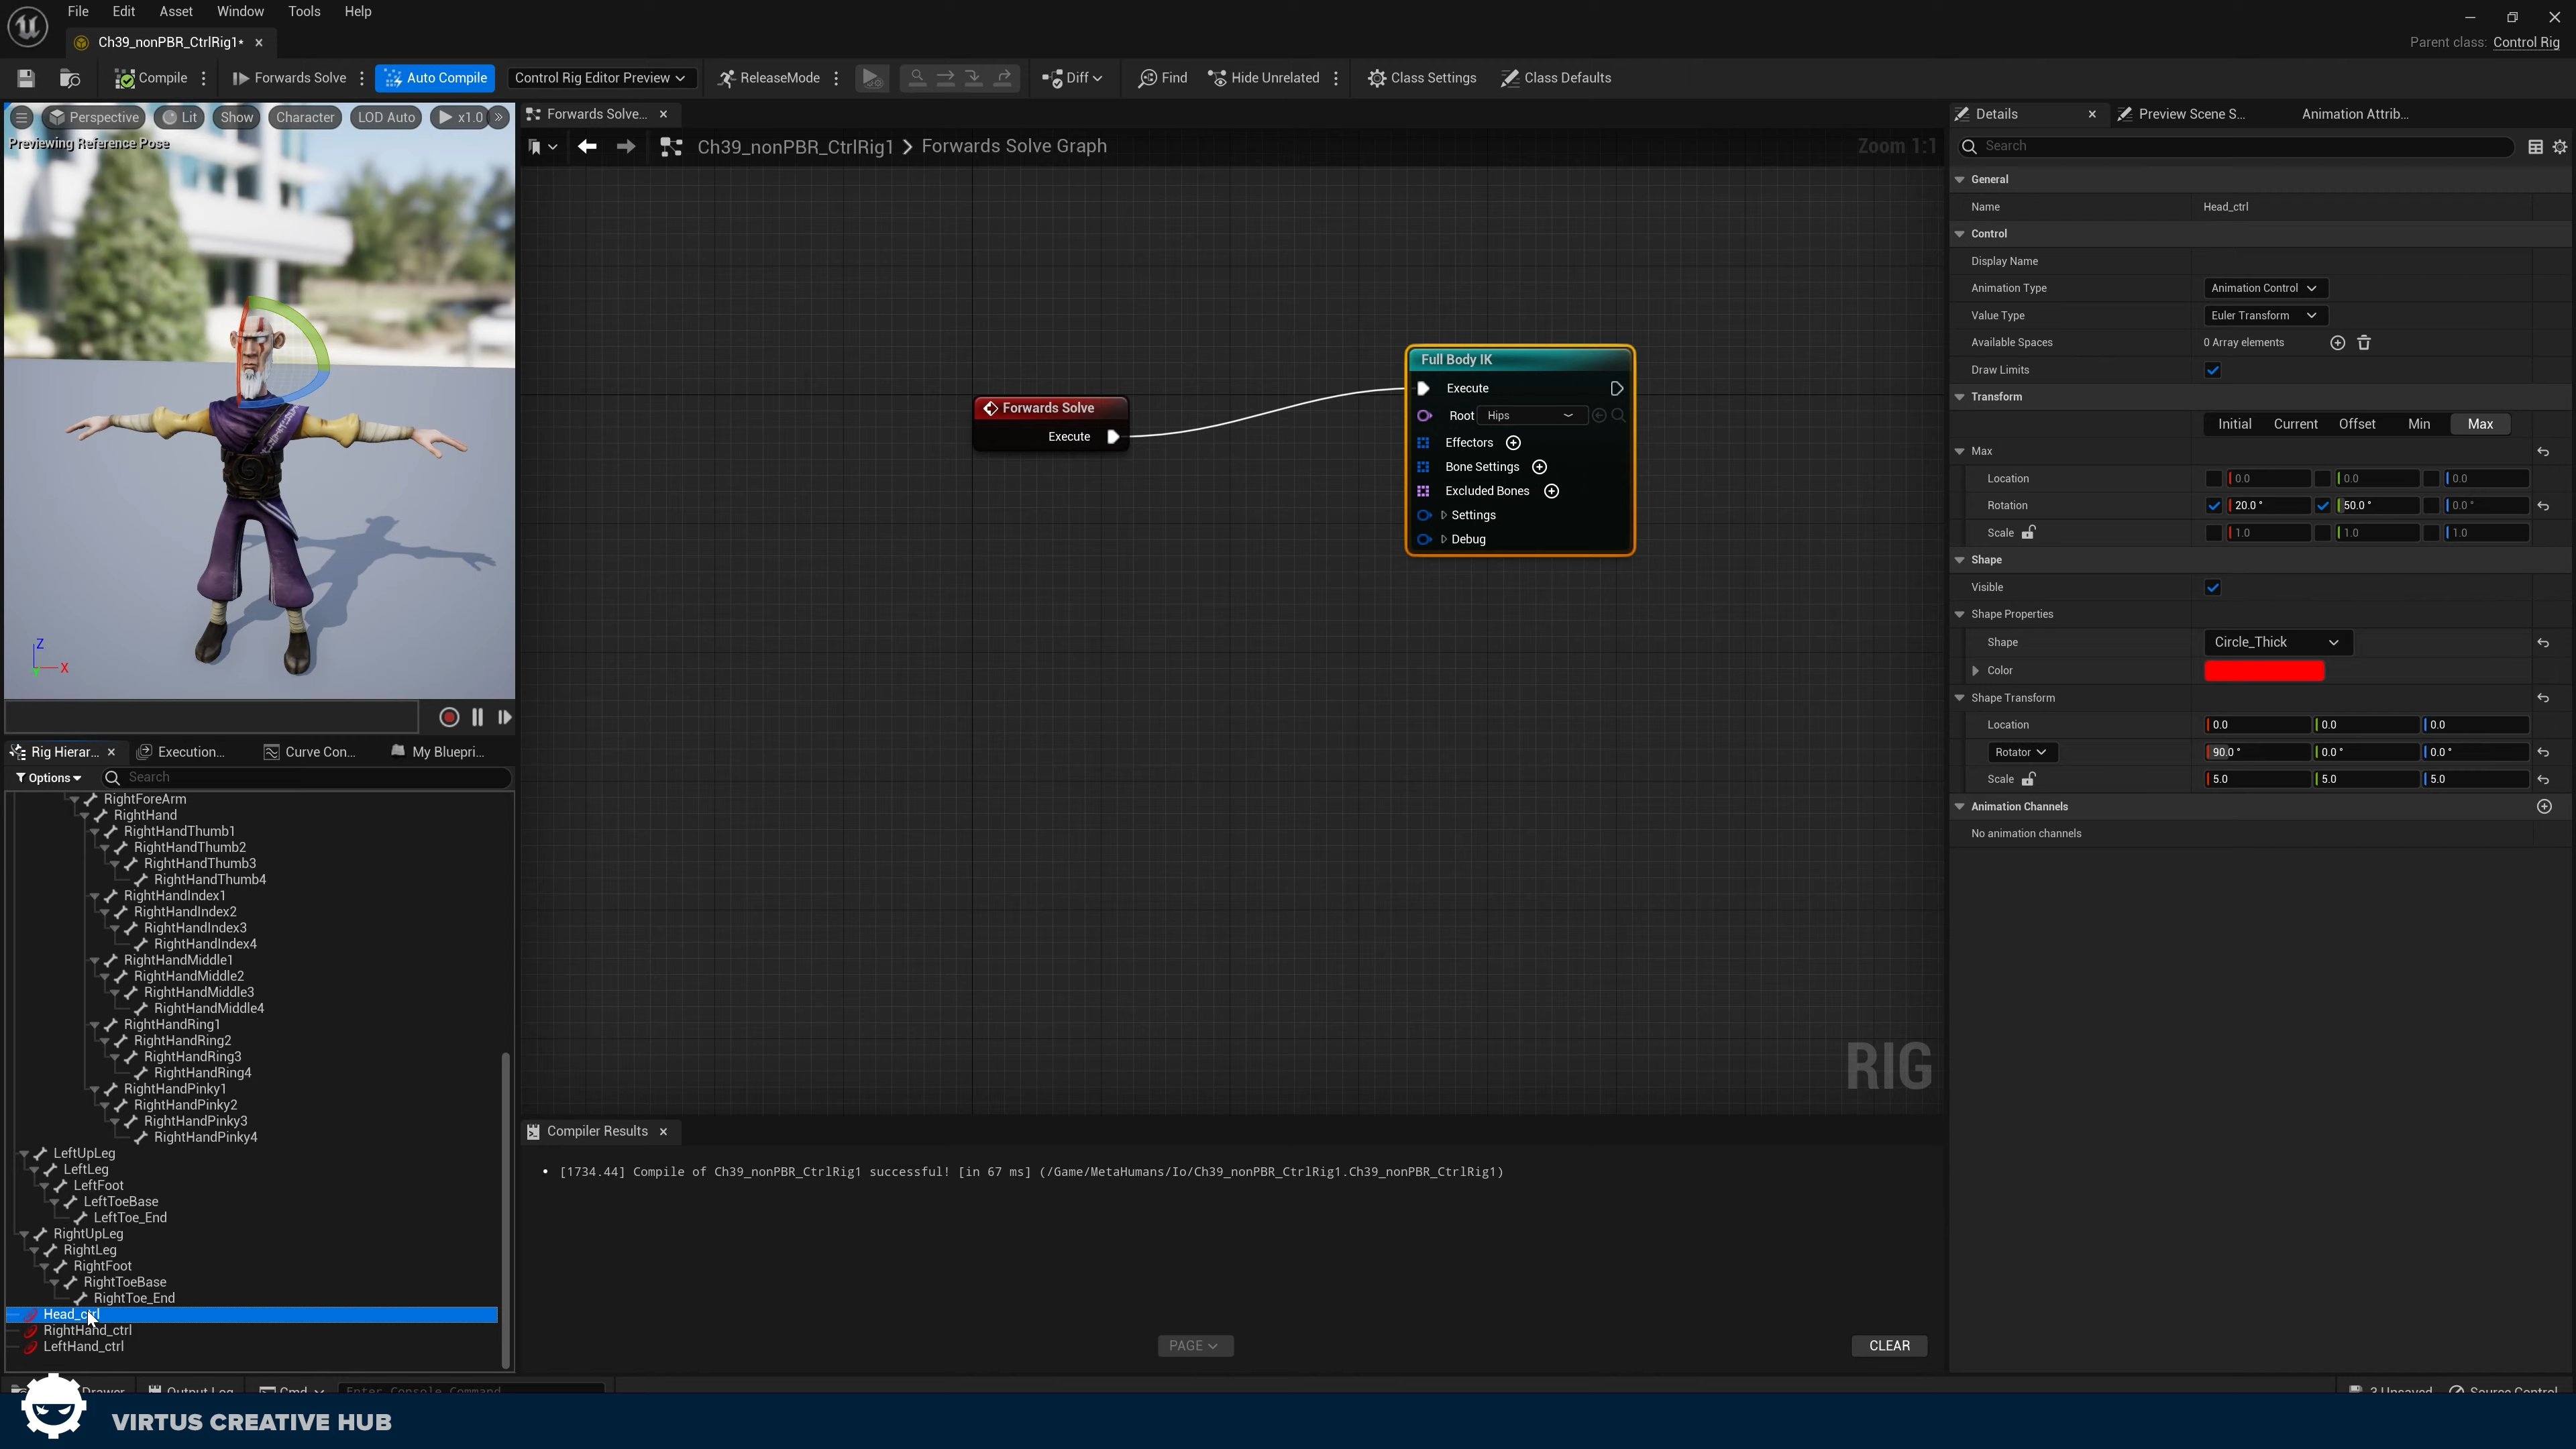 File Edit Asset Window Tools Help
Ch39_nonPBR_CtrlRig1*
Parent class: Control Rig
Compile Forwards Solve Auto Compile Control Rig Editor Preview ReleaseMode Diff Find Hide Unrelated Class Settings Class Defaults
Perspective Lit Show Character LOD Auto x1.0
Previewing Reference Pose
Z
X
Forwards Solve...
Ch39_nonPBR_CtrlRig1 > Forwards Solve Graph
Zoom 1:1
Forwards Solve
Execute
Full Body IK
Execute
Root Hips
Effectors
Bone Settings
Excluded Bones
Settings
Debug
RIG
Rig Hierar... Execution... Curve Con... My Bluepri...
Options Search
RightForeArm
RightHand
RightHandThumb1
RightHandThumb2
RightHandThumb3
RightHandThumb4
RightHandIndex1
RightHandIndex2
RightHandIndex3
RightHandIndex4
RightHandMiddle1
RightHandMiddle2
RightHandMiddle3
RightHandMiddle4
RightHandRing1
RightHandRing2
RightHandRing3
RightHandRing4
RightHandPinky1
RightHandPinky2
RightHandPinky3
RightHandPinky4
LeftUpLeg
LeftLeg
LeftFoot
LeftToeBase
LeftToe_End
RightUpLeg
RightLeg
RightFoot
RightToeBase
RightToe_End
Head_ctrl
RightHand_ctrl
LeftHand_ctrl
Compiler Results
• [1734.44] Compile of Ch39_nonPBR_CtrlRig1 successful! [in 67 ms] (/Game/MetaHumans/Io/Ch39_nonPBR_CtrlRig1.Ch39_nonPBR_CtrlRig1)
PAGE
CLEAR
Details Preview Scene S... Animation Attrib...
Search
General
Name Head_ctrl
Control
Display Name
Animation Type Animation Control
Value Type Euler Transform
Available Spaces 0 Array elements
Draw Limits
Transform
Initial Current Offset Min Max
Max
Location 0.0 0.0 0.0
Rotation 20.0 ° 50.0 ° 0.0 °
Scale 1.0 1.0 1.0
Shape
Visible
Shape Properties
Shape Circle_Thick
Color
Shape Transform
Location 0.0 0.0 0.0
Rotator 90.0 ° 0.0 ° 0.0 °
Scale 5.0 5.0 5.0
Animation Channels
No animation channels
Drawer Output Log Cmd Enter Console Command
3 Unsaved Source Control
VIRTUS CREATIVE HUB